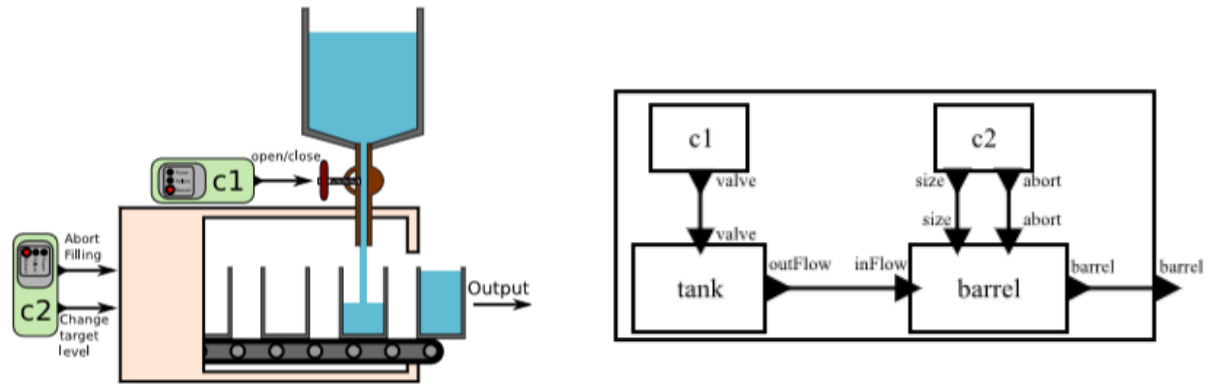 open/close
c1
Abort
Filling
c2
Change
target
level
Output
c1
c2
valve
size
abort
valve
size
abort
tank
outFlow
inFlow
barrel
barrel
barrel